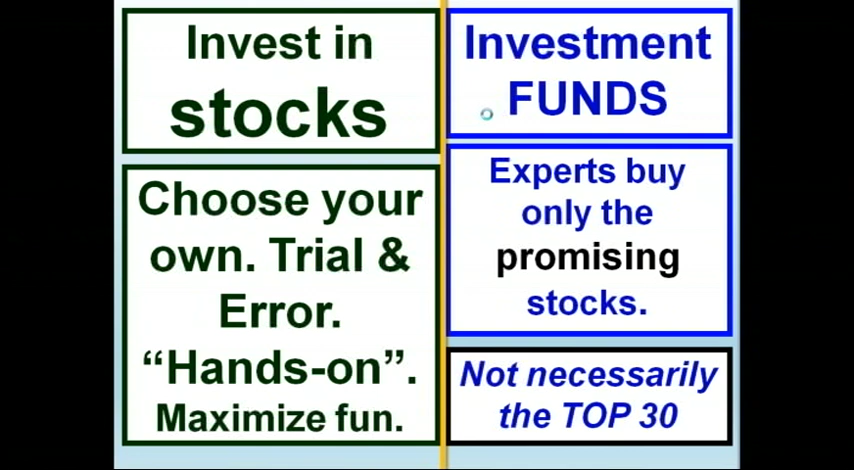 Invest in
stocks
Choose your
own. Trial &
Error.
“Hands-on”.
Maximize fun.
Investment
FUNDS
Experts buy
only the
promising
stocks.
Not necessarily
the TOP 30